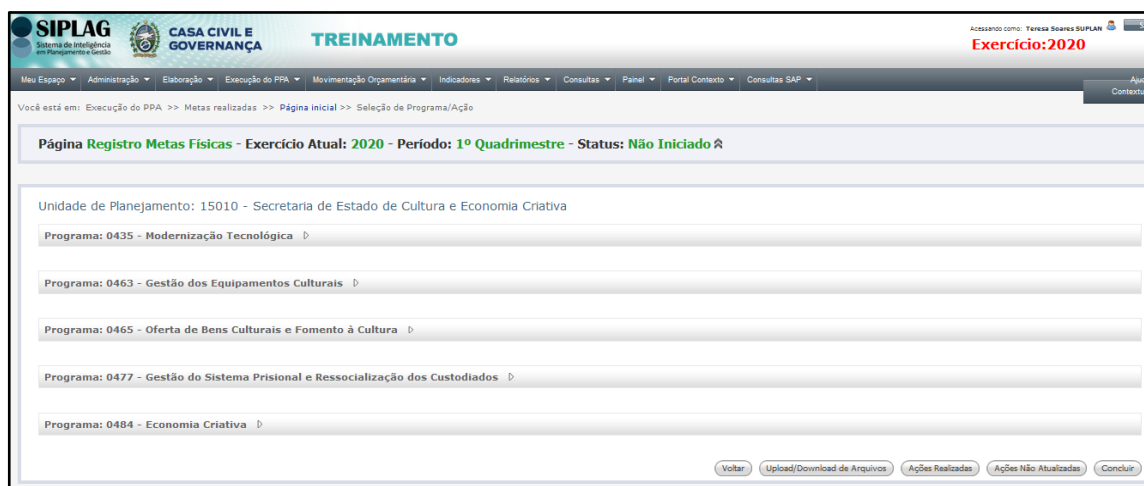 SIPLAG
Sistema de Inteligência
em Planejamento e Gestão
CASA CIVIL E
GOVERNANÇA
TREINAMENTO
Acessando como: Teresa Soares SUPLAN
Exercício:2020
Meu Espaço Administração Elaboração Execução do PPA Movimentação Orçamentária Indicadores Relatórios Consultas Painel Portal Contexto Consultas SAP
Você está em: Execução do PPA >> Metas realizadas >> Página inicial >> Seleção de Programa/Ação
Página Registro Metas Físicas - Exercício Atual: 2020 - Período: 1º Quadrimestre - Status: Não Iniciado
Unidade de Planejamento: 15010 - Secretaria de Estado de Cultura e Economia Criativa
Programa: 0435 - Modernização Tecnológica
Programa: 0463 - Gestão dos Equipamentos Culturais
Programa: 0465 - Oferta de Bens Culturais e Fomento à Cultura
Programa: 0477 - Gestão do Sistema Prisional e Ressocialização dos Custodiados
Programa: 0484 - Economia Criativa
Voltar Upload/Download de Arquivos Ações Realizadas Ações Não Atualizadas Concluir